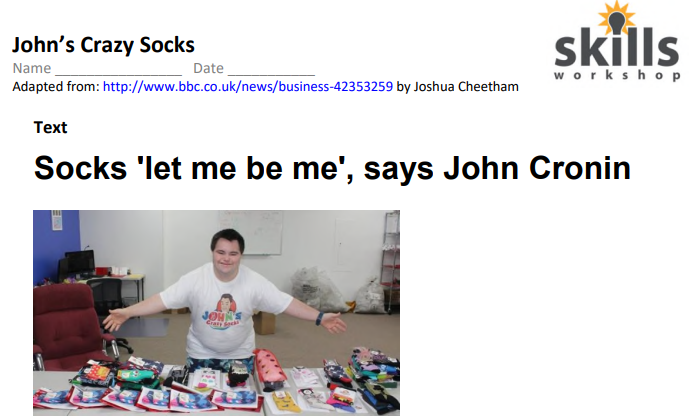 John’s Crazy Socks
skills
workshop
Name ________________ Date ___________
Adapted from: http://www.bbc.co.uk/news/business-42353259 by Joshua Cheetham
Text
Socks 'let me be me', says John Cronin
JOHN'S
CRAZY SOCKS